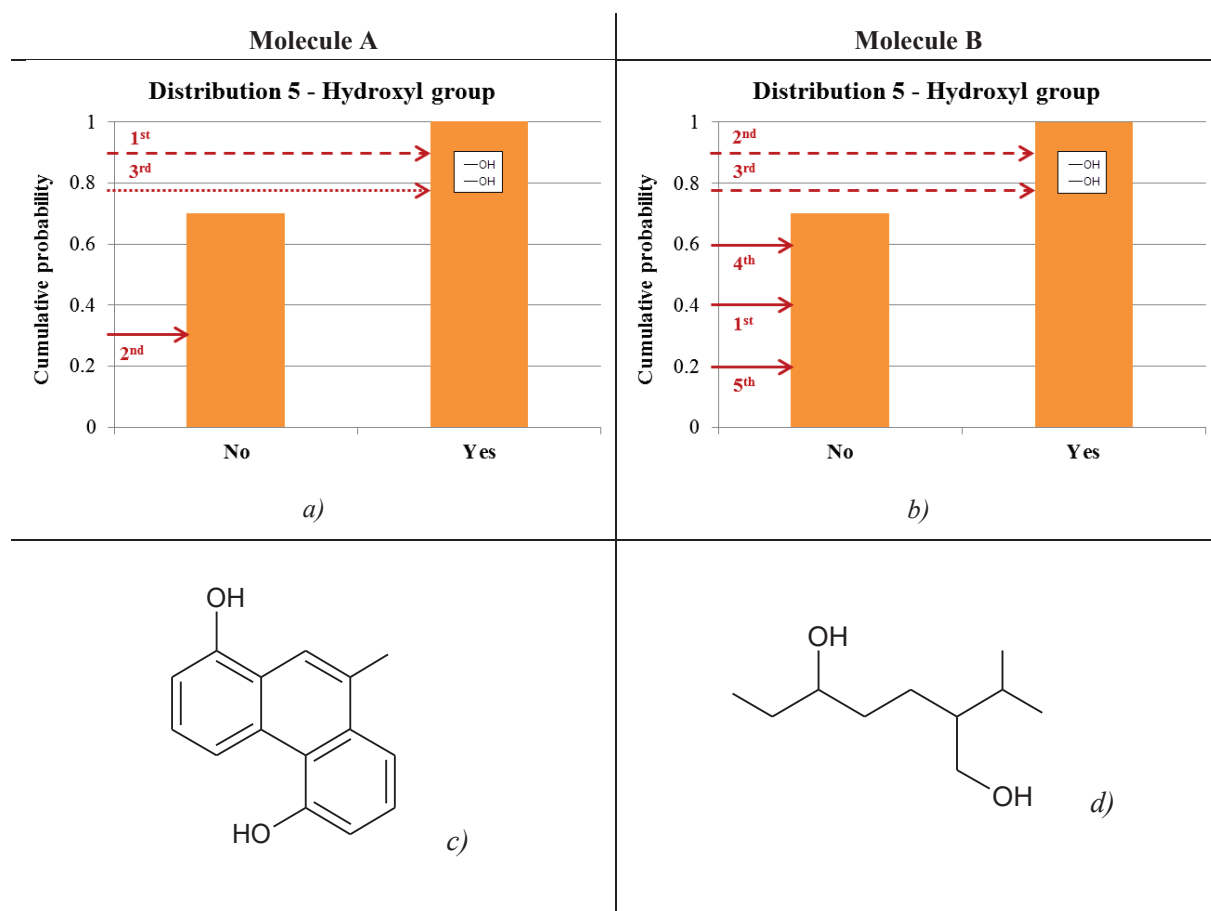 Molecule A
Molecule B
Distribution 5 - Hydroxyl group
Cumulative probability
1
0.8
0.6
0.4
0.2
0
1st
3rd
2nd
—OH
—OH
No
Yes
a)
Distribution 5 - Hydroxyl group
Cumulative probability
1
0.8
0.6
0.4
0.2
0
2nd
3rd
4th
1st
5th
—OH
—OH
No
Yes
b)
OH
HO
c)
OH
OH
d)